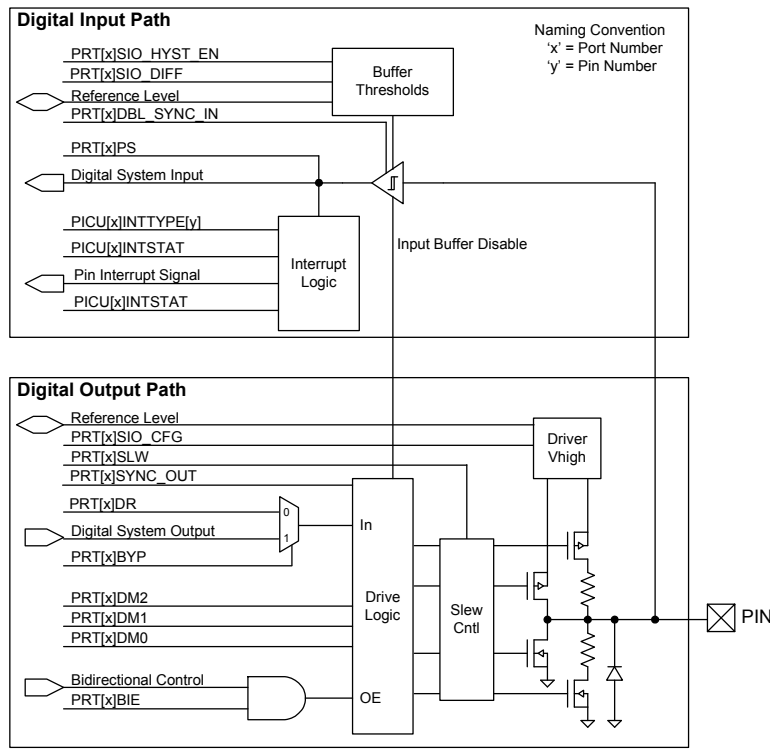 Digital Input Path
Naming Convention
'x' = Port Number
'y' = Pin Number
PRT[x]SIO_HYST_EN
PRT[x]SIO_DIFF
Reference Level
PRT[x]DBL_SYNC_IN
Buffer
Thresholds
PRT[x]PS
Digital System Input
PICU[x]INTTYPE[y]
PICU[x]INTSTAT
Pin Interrupt Signal
PICU[x]INTSTAT
Interrupt
Logic
Input Buffer Disable
Digital Output Path
Reference Level
PRT[x]SIO_CFG
PRT[x]SLW
PRT[x]SYNC_OUT
Driver
Vhigh
PRT[x]DR
Digital System Output
PRT[x]BYP
0
1
In
PRT[x]DM2
PRT[x]DM1
PRT[x]DM0
Drive
Logic
Slew
Cntl
PIN
Bidirectional Control
PRT[x]BIE
OE